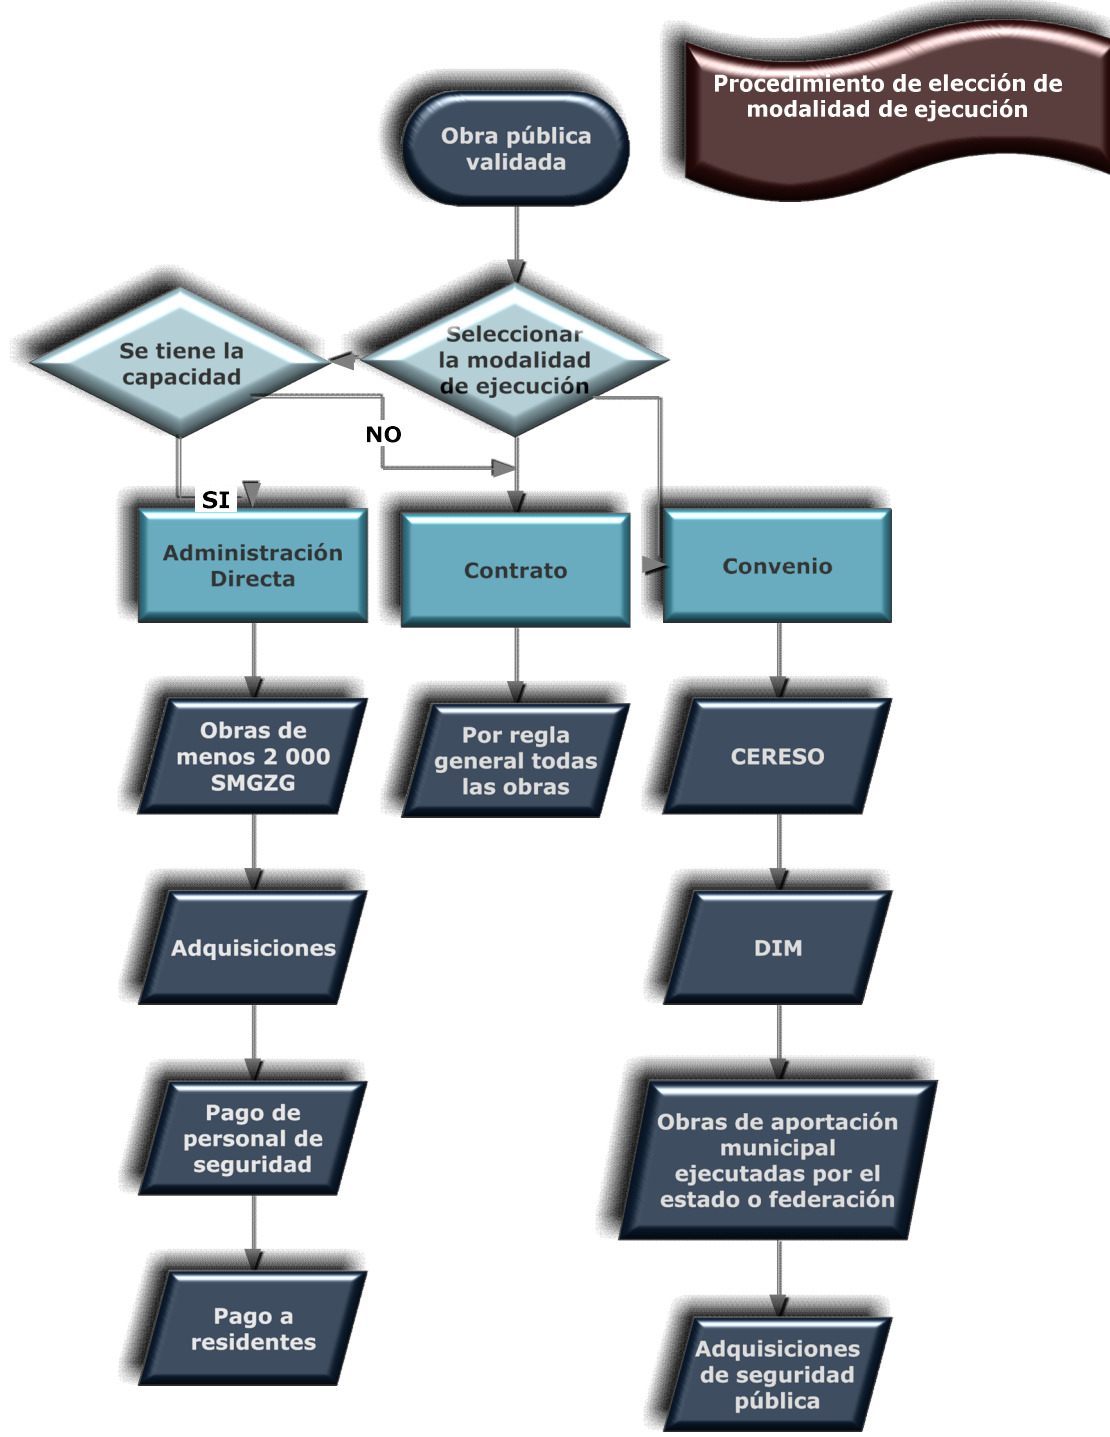 Procedimiento de elección de
modalidad de ejecución
Obra pública
validada
Seleccionar
la modalidad
de ejecución
Se tiene la
capacidad
NO
SI
Administración
Directa
Contrato
Convenio
Obras de
menos 2 000
SMGZG
Por regla
general todas
las obras
CERESO
Adquisiciones
DIM
Pago de
personal de
seguridad
Obras de aportación
municipal
ejecutadas por el
estado o federación
Pago a
residentes
Adquisiciones
de seguridad
pública